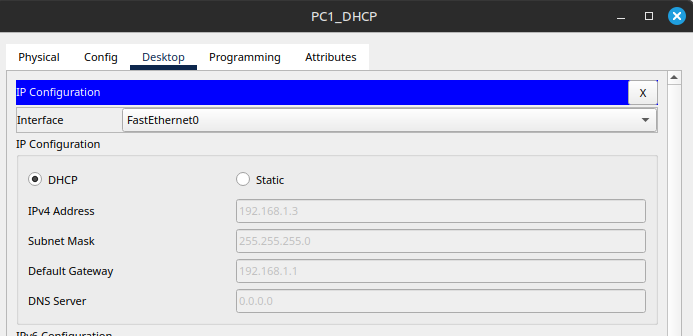 PC1_DHCP
Physical Config Desktop Programming Attributes
IP Configuration X
Interface FastEthernet0
IP Configuration
DHCP Static
IPv4 Address 192.168.1.3
Subnet Mask 255.255.255.0
Default Gateway 192.168.1.1
DNS Server 0.0.0.0
IPv6 Configuration